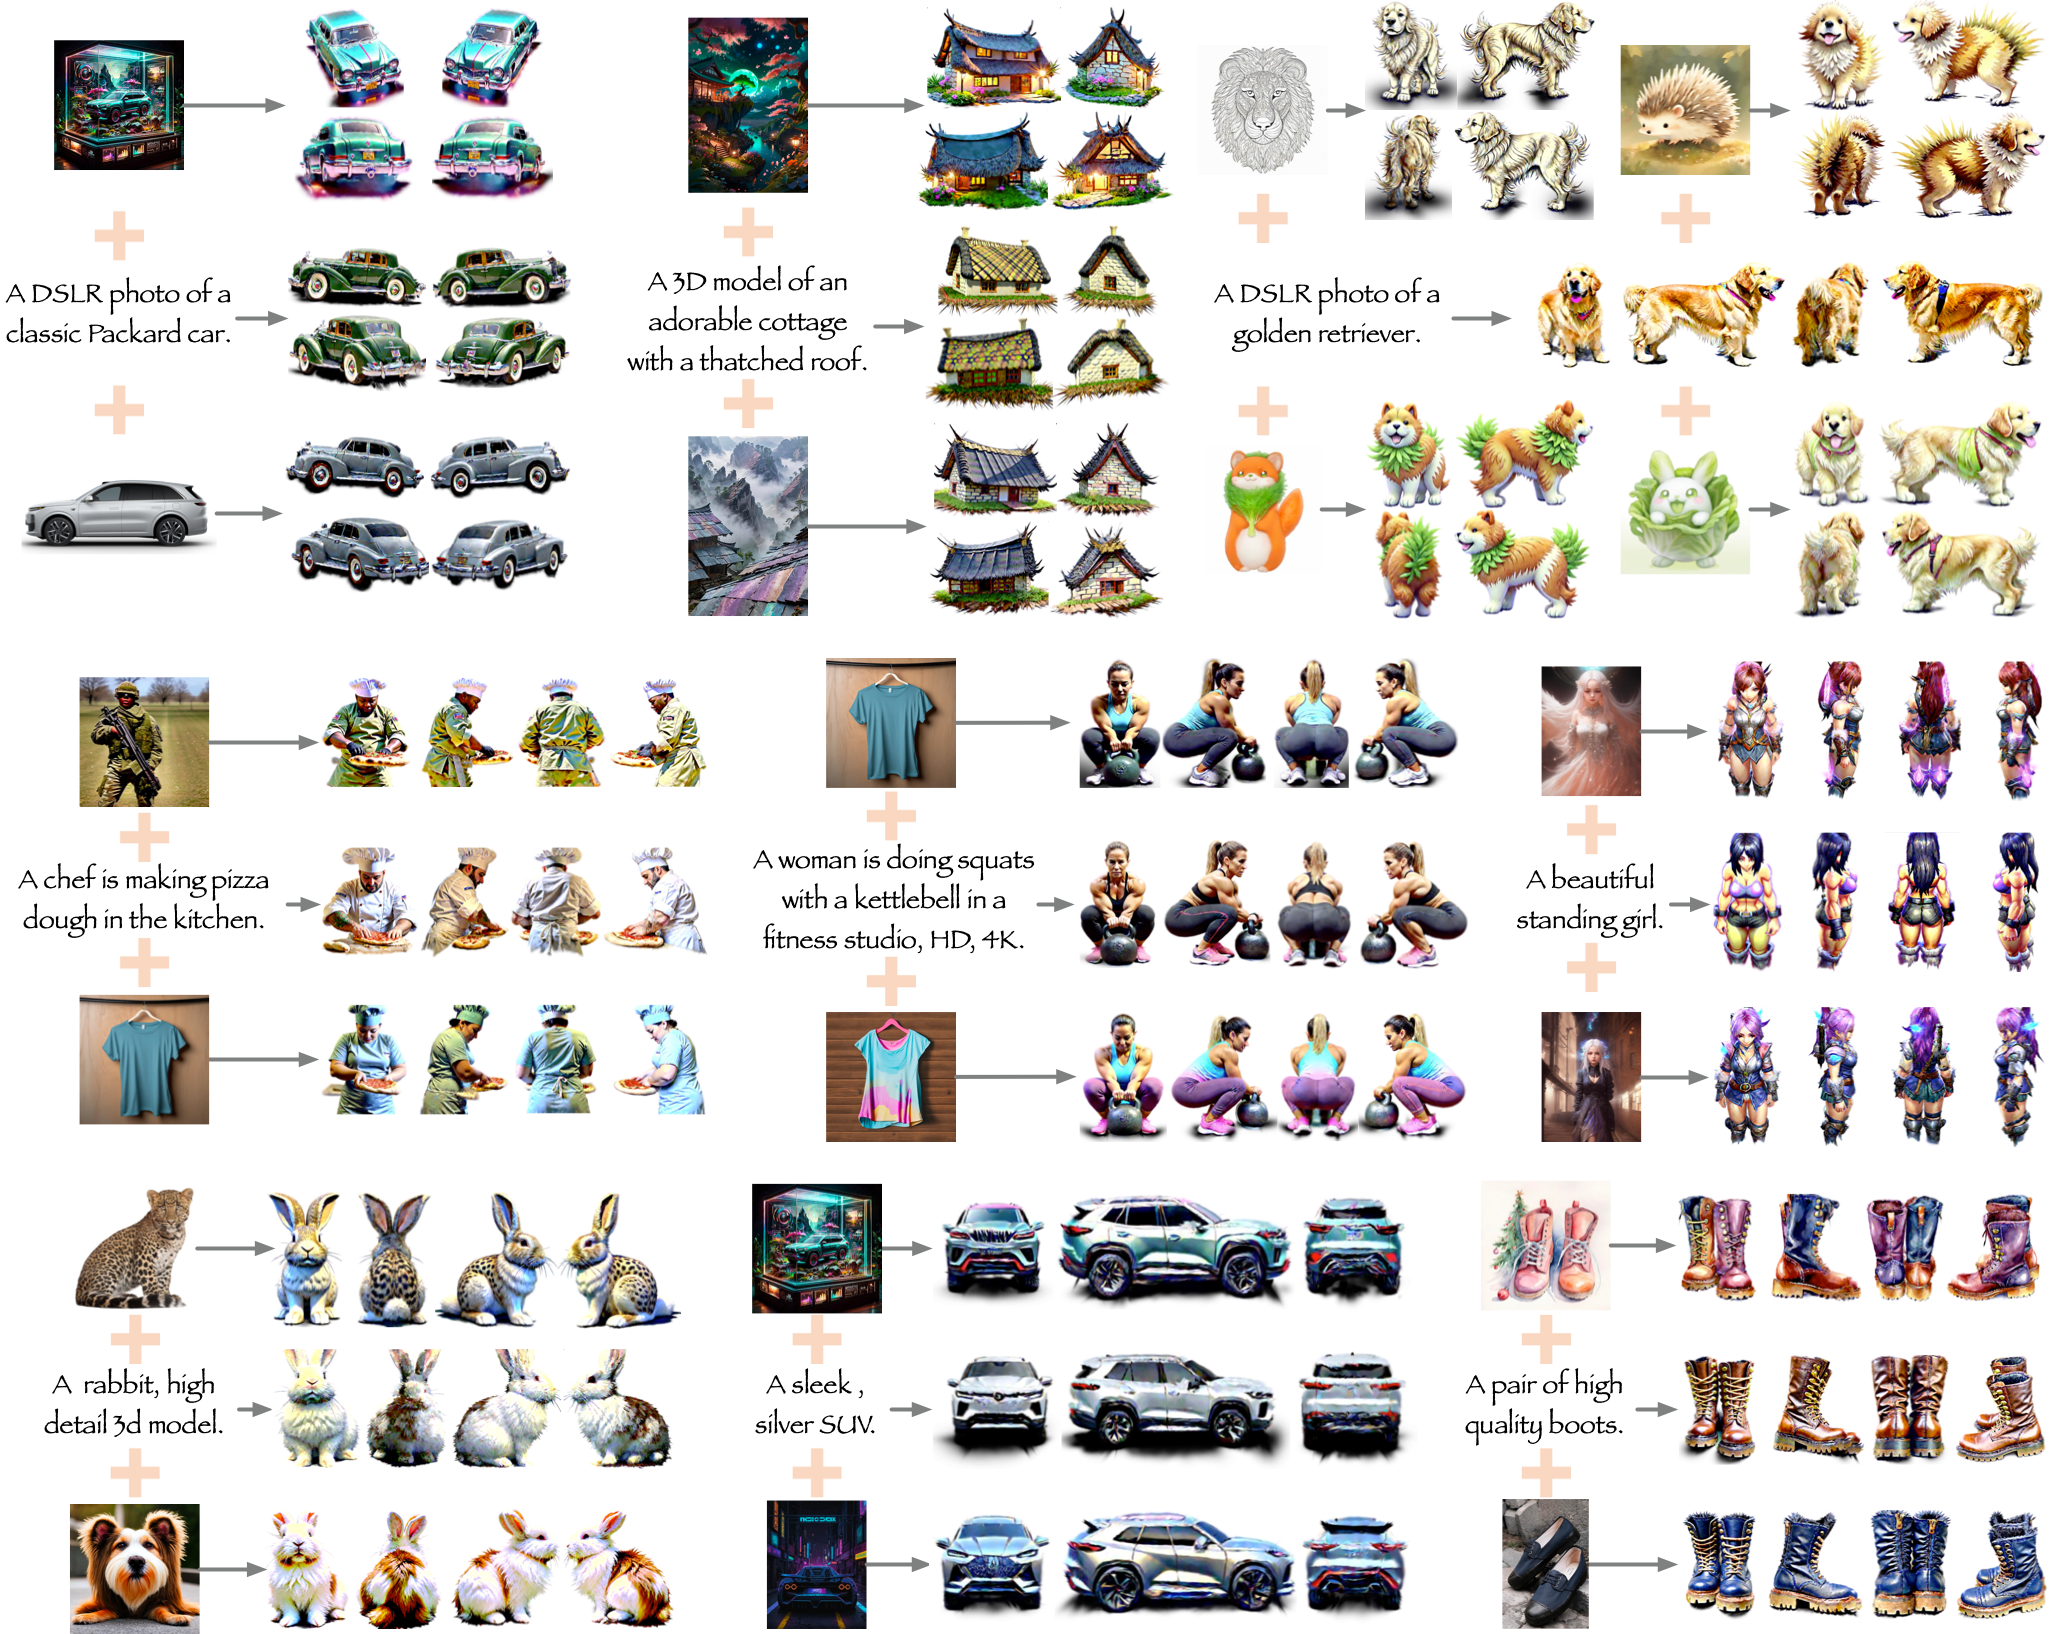 A DSLR photo of a
classic Packard car.
A 3D model of an
adorable cottage
with a thatched roof.
A DSLR photo of a
golden retriever.
A chef is making pizza
dough in the kitchen.
A woman is doing squats
with a kettlebell in a
fitness studio, HD, 4K.
A beautiful
standing girl.
A rabbit, high
detail 3d model.
A sleek ,
silver SUV.
A pair of high
quality boots.